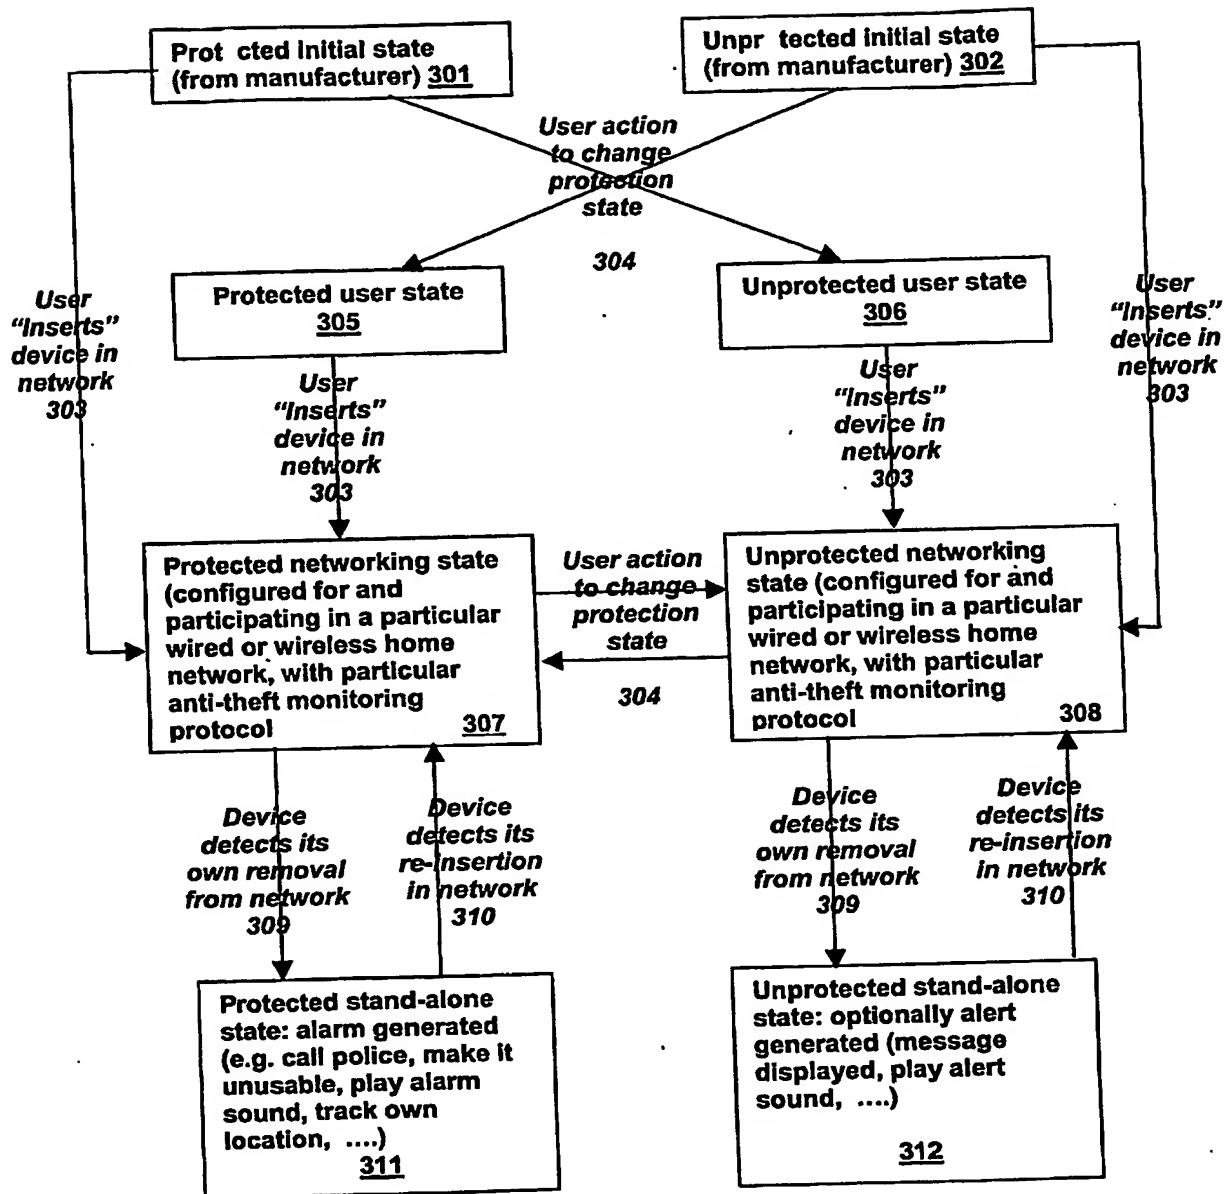 Prot cted initial state
(from manufacturer) 301
Unpr tected initial state
(from manufacturer) 302
User action
to change
protection
state
304
Protected user state
305
Unprotected user state
306
User
“Inserts”
device in
network
303
User
“Inserts”
device in
network
303
User
“Inserts”
device in
network
303
User
“Inserts”
device in
network
303
Protected networking state
(configured for and
participating in a particular
wired or wireless home
network, with particular
anti-theft monitoring
protocol 307
User action
to change
protection
state
304
Unprotected networking
state (configured for and
participating in a particular
wired or wireless home
network, with particular
anti-theft monitoring
protocol 308
Device
detects its
own removal
from network
309
Device
detects its
re-insertion
in network
310
Device
detects its
own removal
from network
309
Device
detects its
re-insertion
in network
310
Protected stand-alone
state: alarm generated
(e.g. call police, make it
unusable, play alarm
sound, track own
location, ....)
311
Unprotected stand-alone
state: optionally alert
generated (message
displayed, play alert
sound, ....)
312